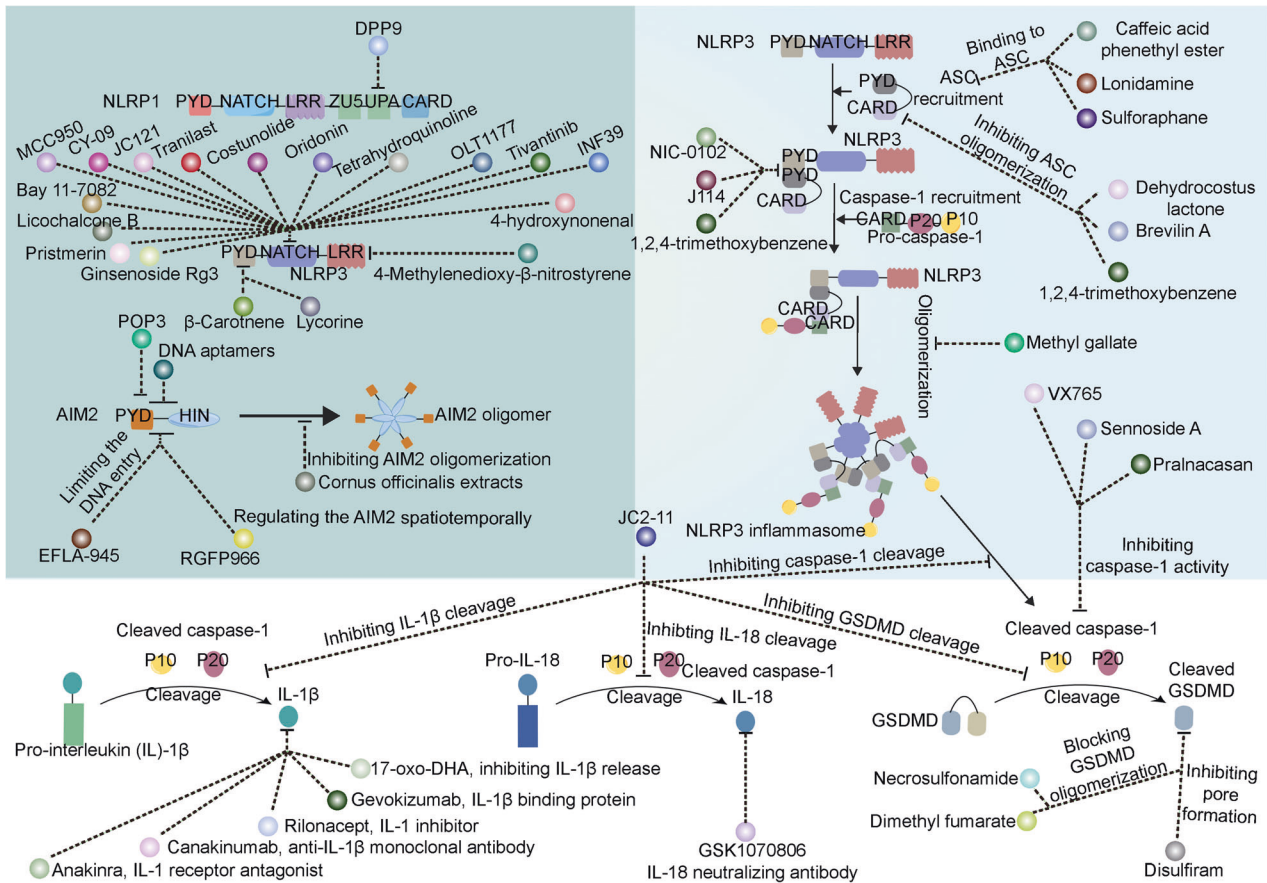 DPP9
NLRP1
PYD
NATCH
LRR
ZU5
UPA
CARD
MCC950
CY-09
JC121
Tranilast
Costunolide
Oridonin
Tetrahydroquinoline
OLT1177
Tivantinib
INF39
Bay 11-7082
Licochalcone B
Pristmerin
Ginsenoside Rg3
4-hydroxynonenal
PYD
NATCH
LRR
NLRP3
4-Methylenedioxy-β-nitrostyrene
β-Carotnene
Lycorine
POP3
DNA aptamers
AIM2
PYD
HIN
AIM2 oligomer
Limiting the
DNA entry
Inhibiting AIM2 oligomerization
Cornus officinalis extracts
Regulating the AIM2 spatiotemporally
EFLA-945
RGFP966
NLRP3
PYD
NATCH
LRR
PYD
CARD
ASC
recruitment
Binding to
ASC
Caffeic acid
phenethyl ester
Lonidamine
Sulforaphane
NLRP3
NIC-0102
J114
1,2,4-trimethoxybenzene
PYD
PYD
CARD
Inhibiting ASC
oligomerization
Dehydrocostus
lactone
Brevilin A
1,2,4-trimethoxybenzene
Caspase-1 recruitment
CARD
P20
P10
Pro-caspase-1
NLRP3
CARD
CARD
Oligomerization
Methyl gallate
VX765
Sennoside A
Pralnacasan
NLRP3 inflammasome
JC2-11
Inhibiting caspase-1 cleavage
Inhibiting
caspase-1 activity
Inhibiting IL-1β cleavage
Inhibting IL-18 cleavage
Inhibiting GSDMD cleavage
Cleaved caspase-1
P10
P20
Cleavage
IL-1β
Pro-interleukin (IL)-1β
Pro-IL-18
P10
P20
Cleaved caspase-1
Cleavage
IL-18
Cleaved caspase-1
P10
P20
Cleavage
Cleaved
GSDMD
GSDMD
17-oxo-DHA, inhibiting IL-1β release
Gevokizumab, IL-1β binding protein
Rilonacept, IL-1 inhibitor
Canakinumab, anti-IL-1β monoclonal antibody
Anakinra, IL-1 receptor antagonist
GSK1070806
IL-18 neutralizing antibody
Necrosulfonamide
Dimethyl fumarate
Blocking
GSDMD
oligomerization
Inhibiting
pore
formation
Disulfiram